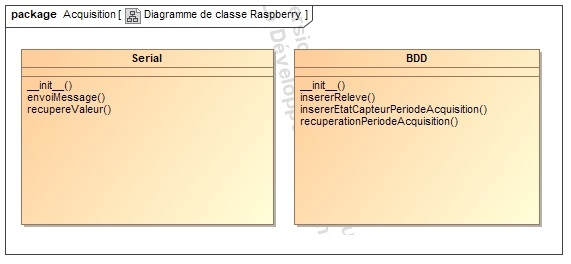 package Acquisition [ Diagramme de classe Raspberry ]
Serial
__init__()
envoiMessage()
recupereValeur()
BDD
__init__()
insererReleve()
insererEtatCapteurPeriodeAcquisition()
recuperationPeriodeAcquisition()